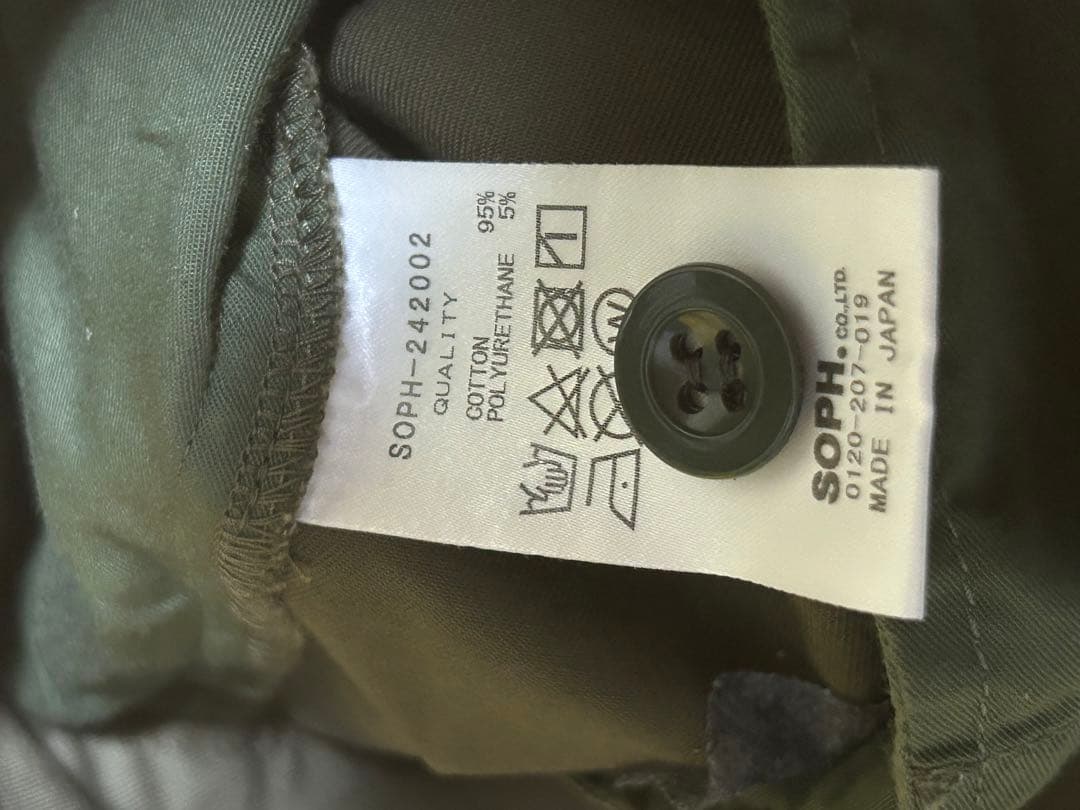 SOPH-242002
QUALITY
COTTON 95%
POLYURETHANE 5%
W
SOPH. CO.,LTD.
0120-207-019
MADE IN JAPAN